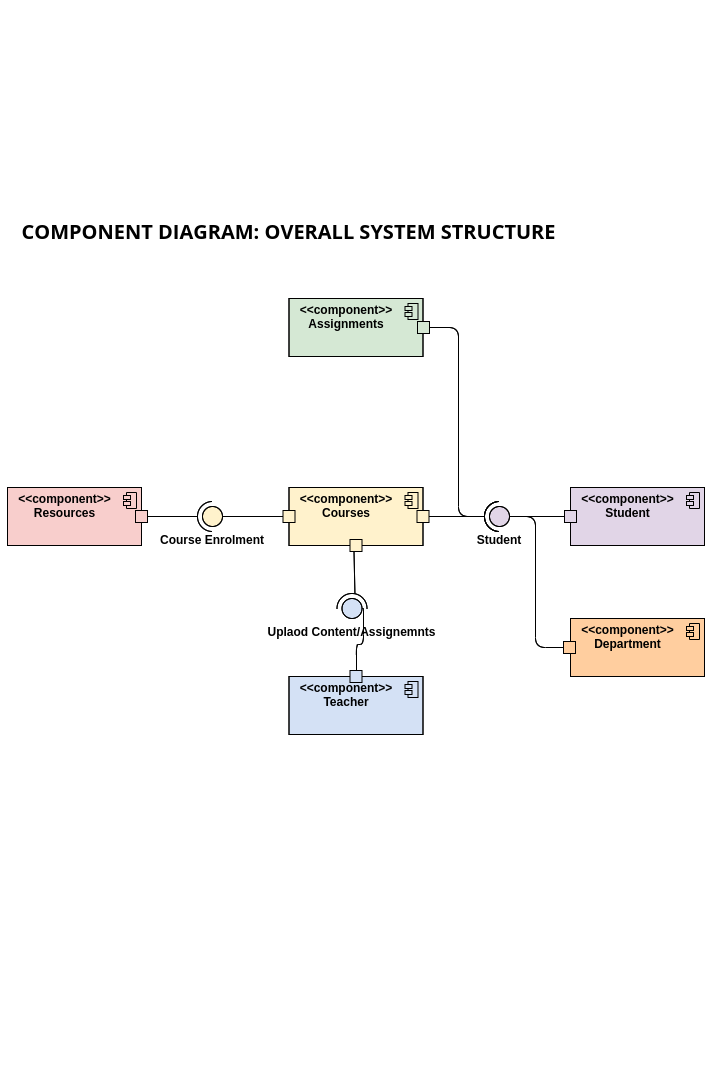 COMPONENT DIAGRAM: OVERALL SYSTEM STRUCTURE
<<component>>
Assignments
<<component>>
Resources
Course Enrolment
<<component>>
Courses
Student
<<component>>
Student
Uplaod Content/Assignemnts
<<component>>
Department
<<component>>
Teacher